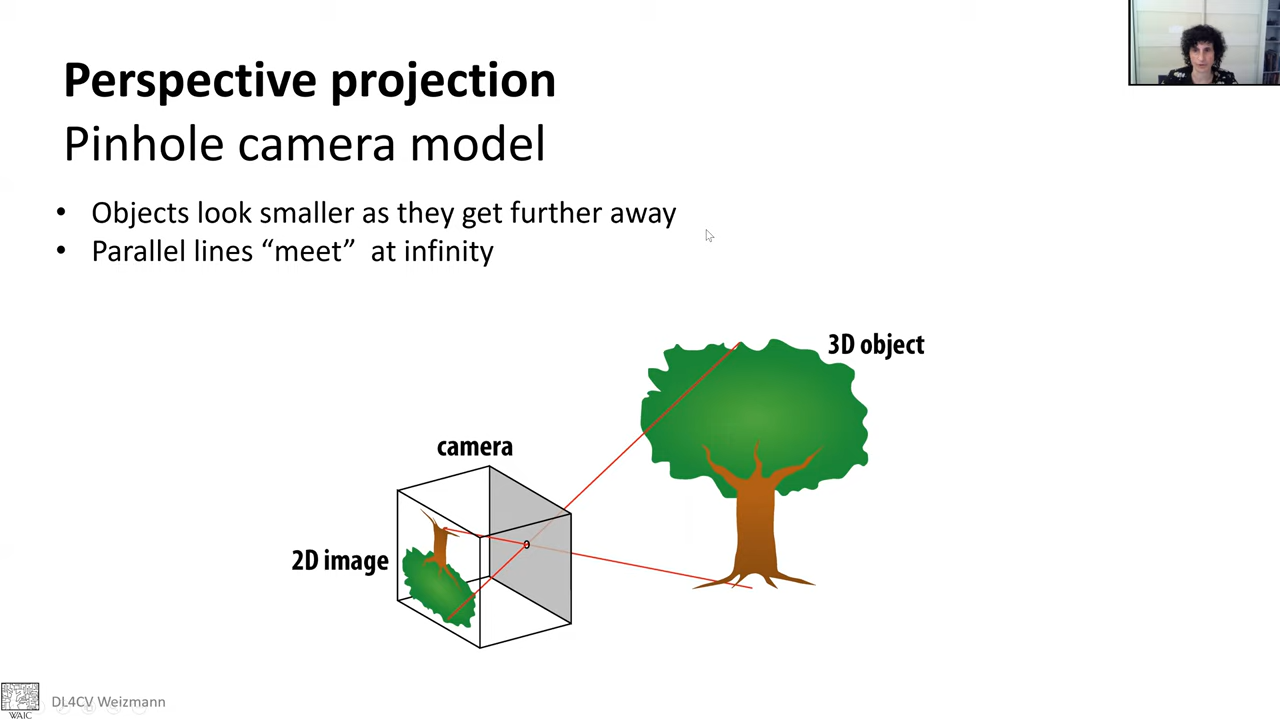 Perspective projection
Pinhole camera model
• Objects look smaller as they get further away
• Parallel lines “meet”  at infinity
3D object
camera
2D image
DL4CV Weizmann
WAIC